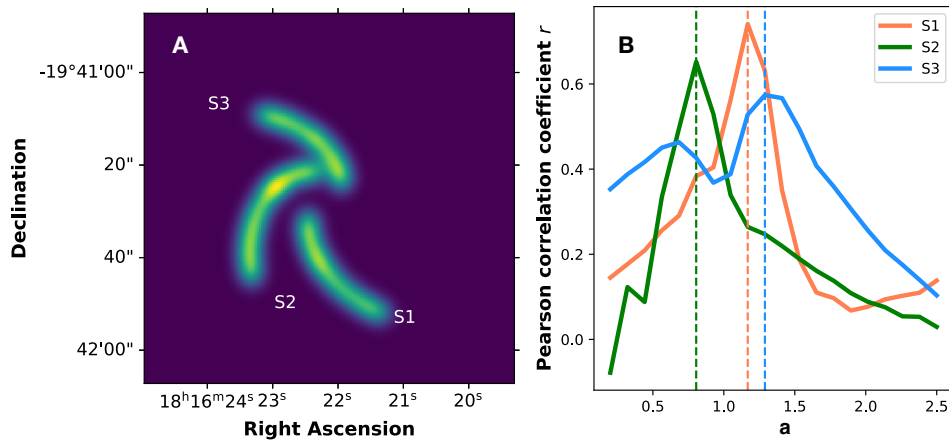 A
S3
S2
S1
-19°41'00"
20"
40"
42'00"
Declination
18ʰ16ᵐ24ˢ 23ˢ 22ˢ 21ˢ 20ˢ
Right Ascension
B
S1
S2
S3
0.6
0.4
0.2
0.0
Pearson correlation coefficient r
0.5 1.0 1.5 2.0 2.5
a